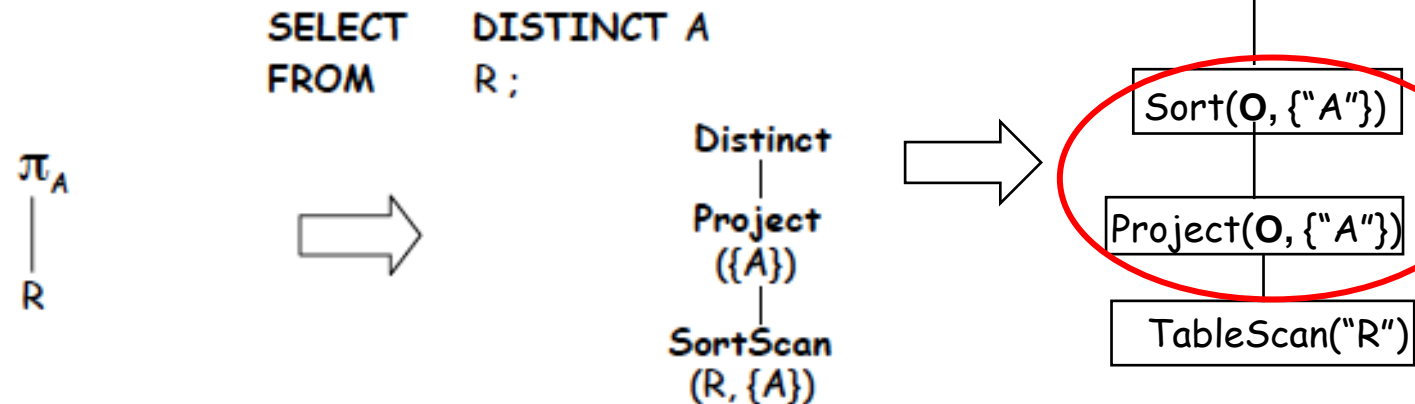 SELECT DISTINCT A
FROM R ;
π_A
R
Distinct
Project
({A})
SortScan
(R, {A})
Sort(O, {“A”})
Project(O, {“A”})
TableScan(“R”)